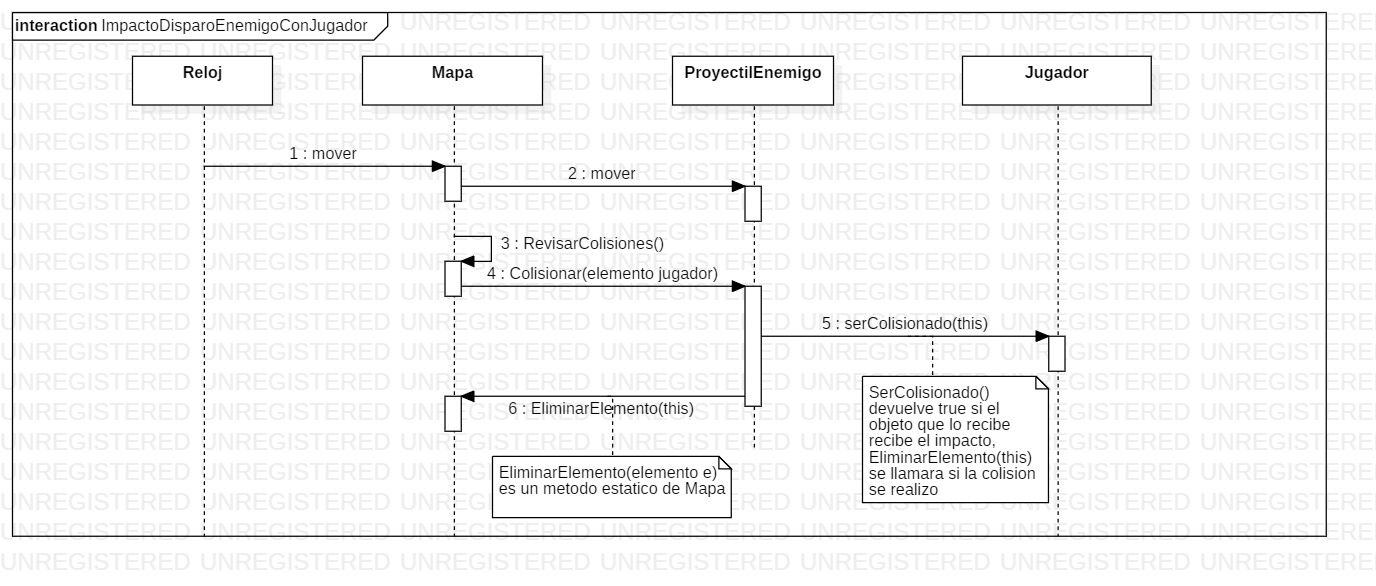 interaction ImpactoDisparoEnemigoConJugador
Reloj
Mapa
ProyectilEnemigo
Jugador
1 : mover
2 : mover
3 : RevisarColisiones()
4 : Colisionar(elemento jugador)
5 : serColisionado(this)
6 : EliminarElemento(this)
SerColisionado()
devuelve true si el
objeto que lo recibe
recibe el impacto,
EliminarElemento(this)
se llamara si la colision
se realizo
EliminarElemento(elemento e)
es un metodo estatico de Mapa
UNREGISTERED UNREGISTERED UNREGISTERED UNREGISTERED UNREGISTERED UNREGISTERED UNREGISTERED